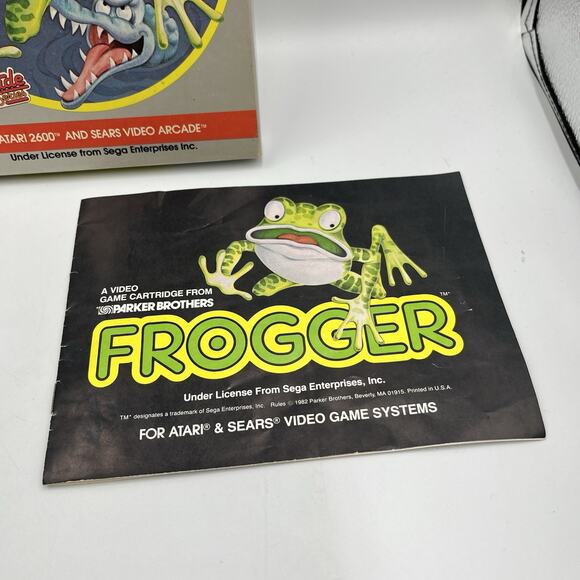 ATARI 2600™ AND SEARS VIDEO ARCADE™
Under License from Sega Enterprises Inc.
A VIDEO
GAME CARTRIDGE FROM
PARKER BROTHERS
FROGGER™
Under License From Sega Enterprises, Inc.
TM* designates a trademark of Sega Enterprises, Inc. Rules © 1982 Parker Brothers, Beverly, MA 01915. Printed in U.S.A.
FOR ATARI® & SEARS® VIDEO GAME SYSTEMS